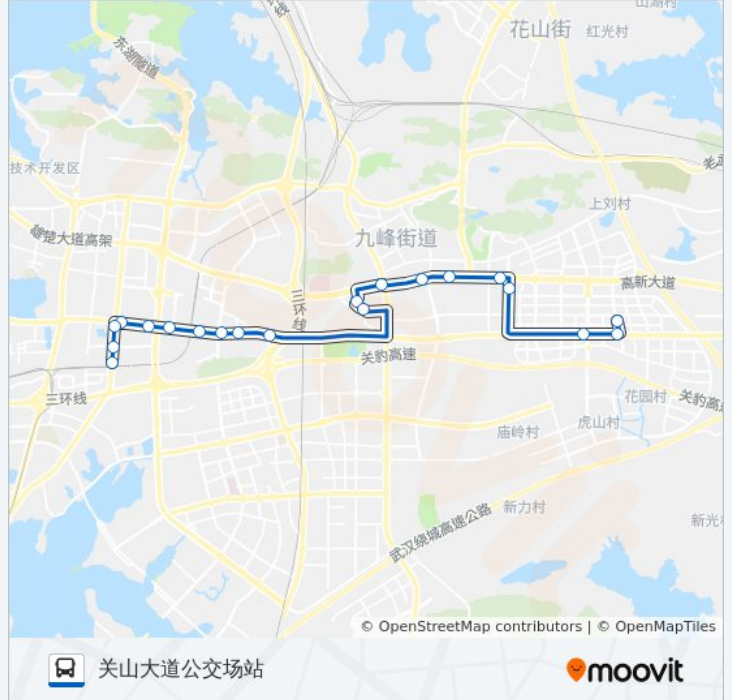 线
山湖村
花山街
红光村
东湖隧道
技术开发区
上刘村
雄楚大道高架
九峰街道
高新大道
三环线
关豹高速
三环线
花园村
关豹高
虎山村
庙岭村
新力村
武汉绕城高速公路
新光
© OpenStreetMap contributors | © OpenMapTiles
关山大道公交场站
moovit